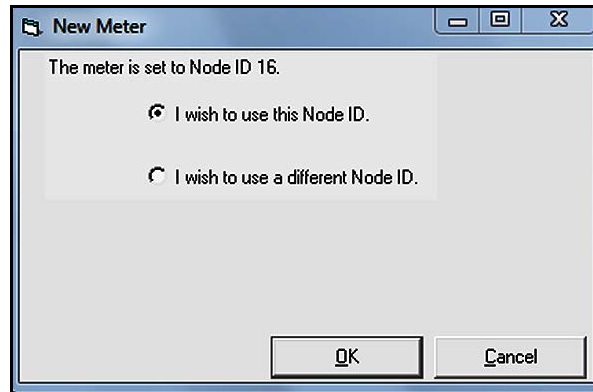 New Meter
The meter is set to Node ID 16.
I wish to use this Node ID.
I wish to use a different Node ID.
OK Cancel